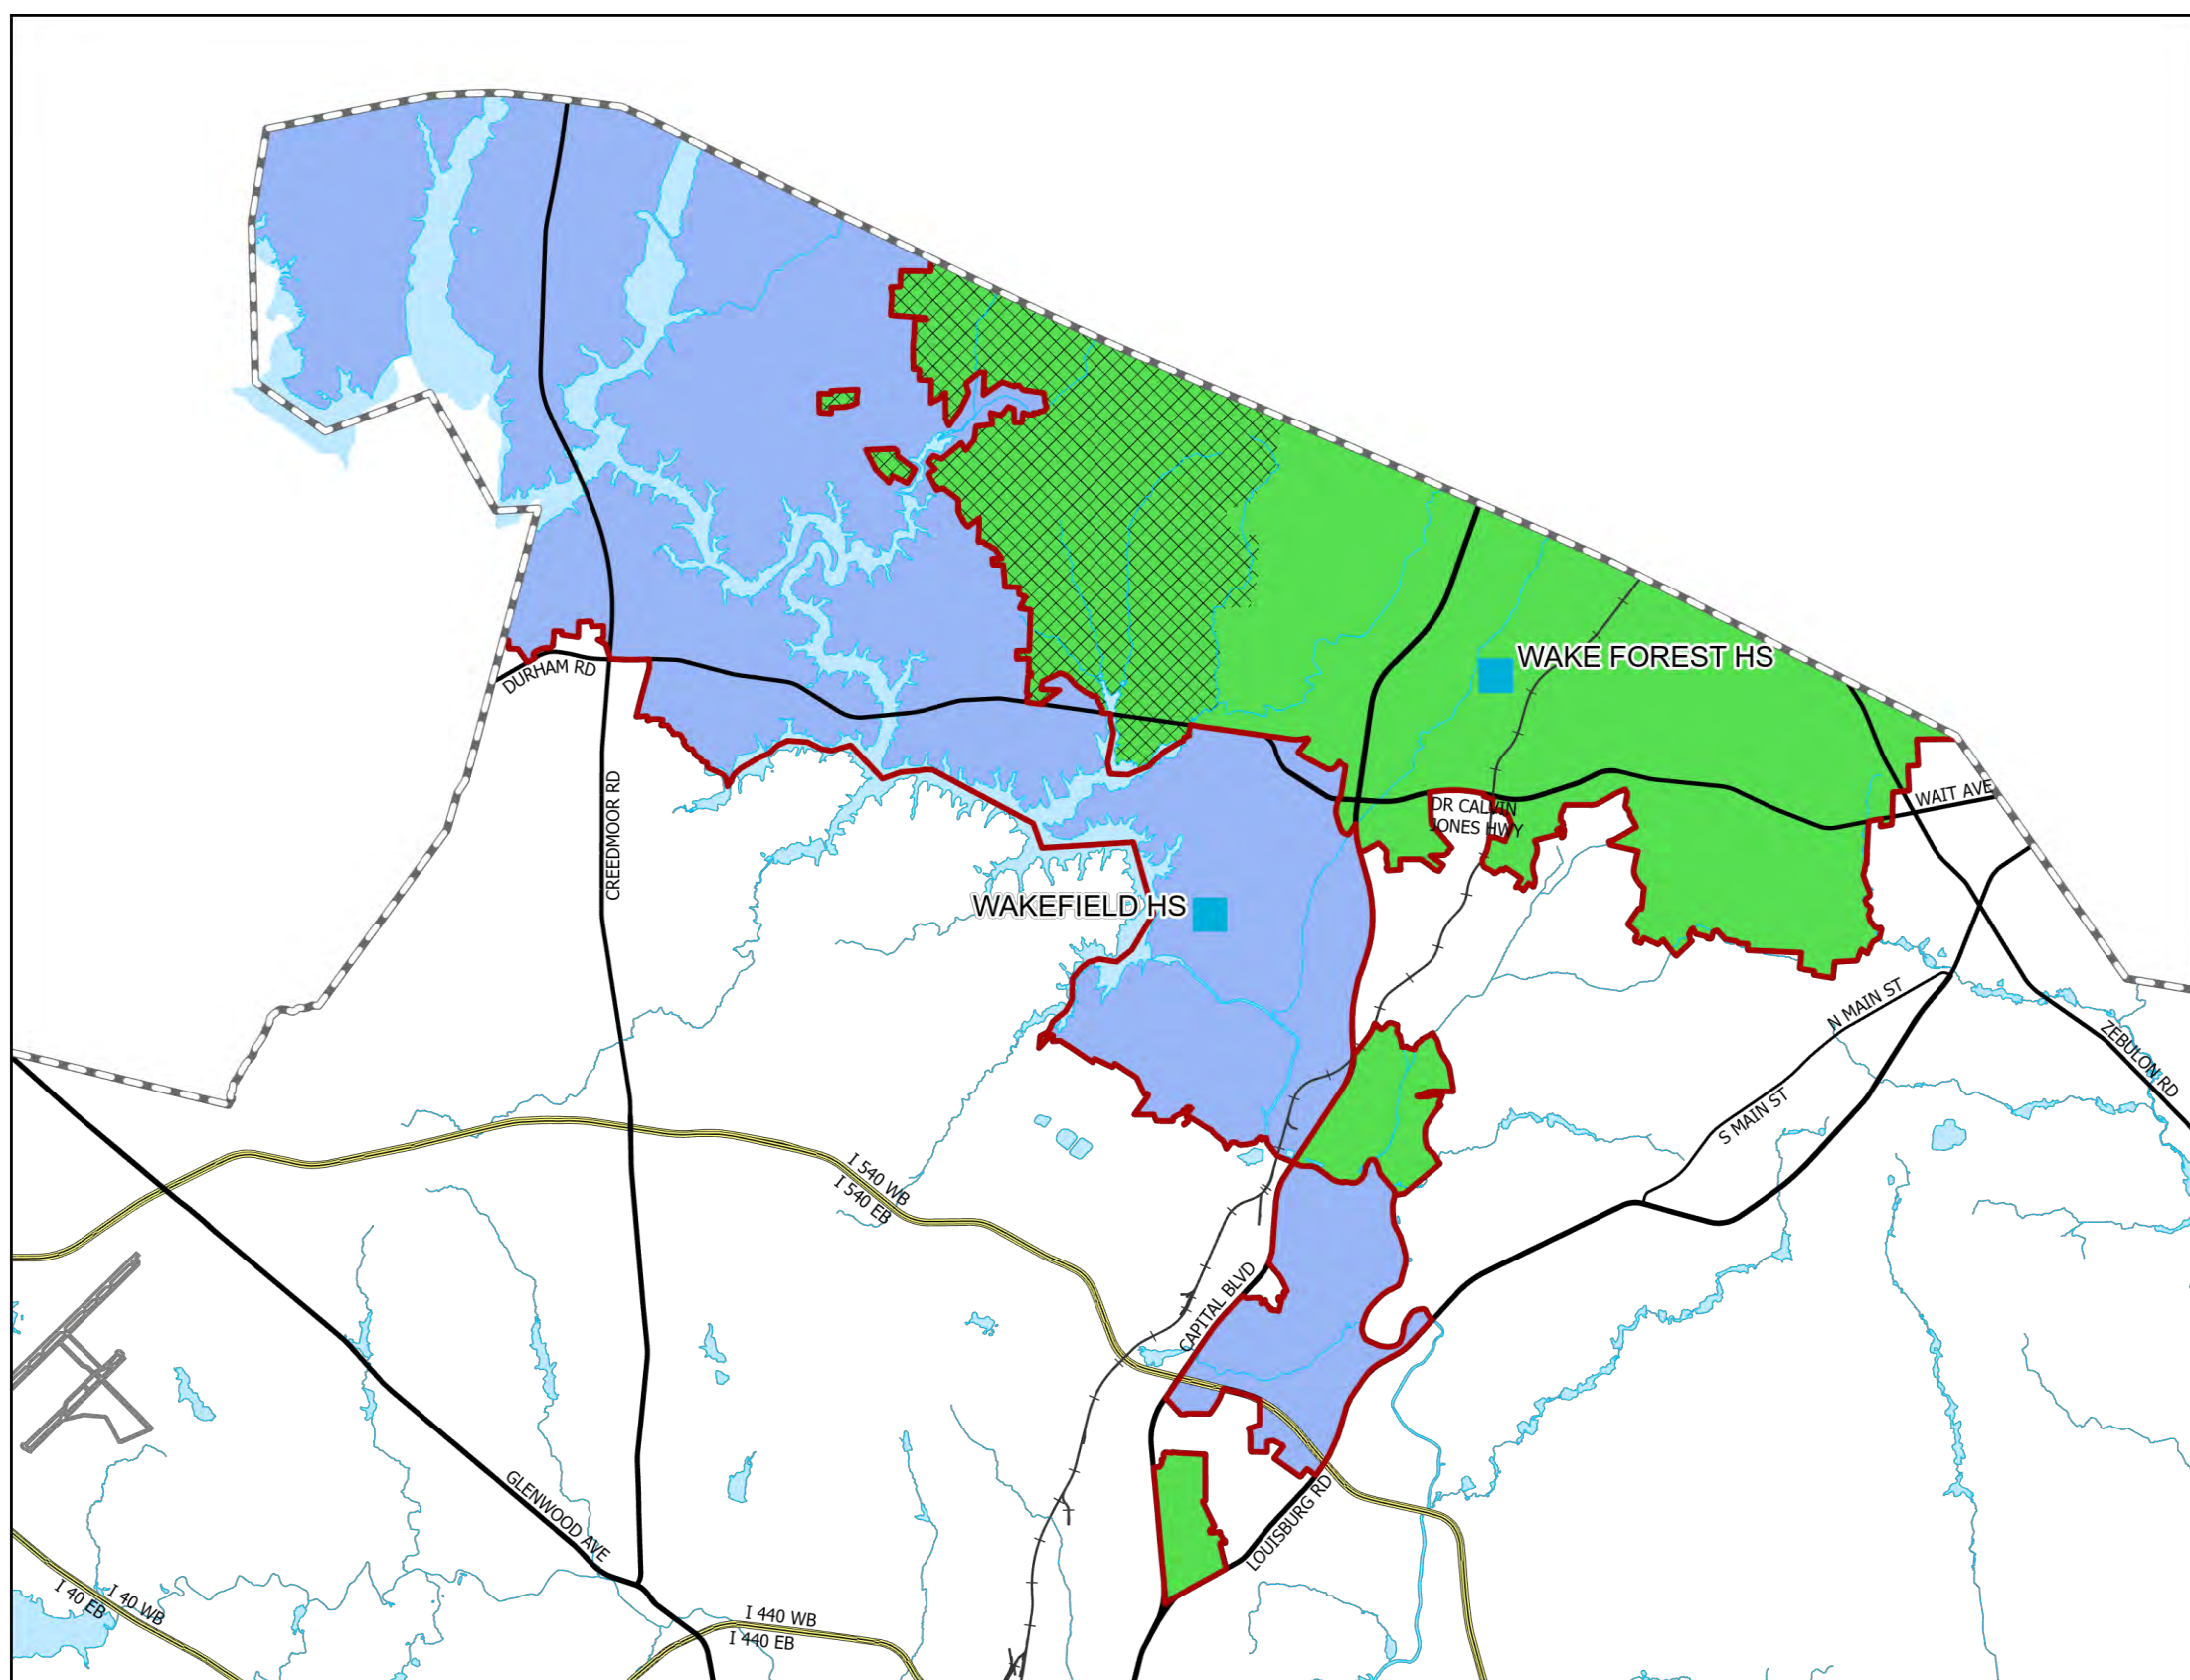 WAKE FOREST HS
DURHAM RD
WAIT AVE
DR CALVIN
JONES HWY
CREEDMOOR RD
WAKEFIELD HS
N MAIN ST
ZEBULON RD
S MAIN ST
I 540 WB
I 540 EB
CAPITAL BLVD
GLENWOOD AVE
LOUISBURG RD
I 40 WB
I 40 EB
I 440 WB
I 440 EB